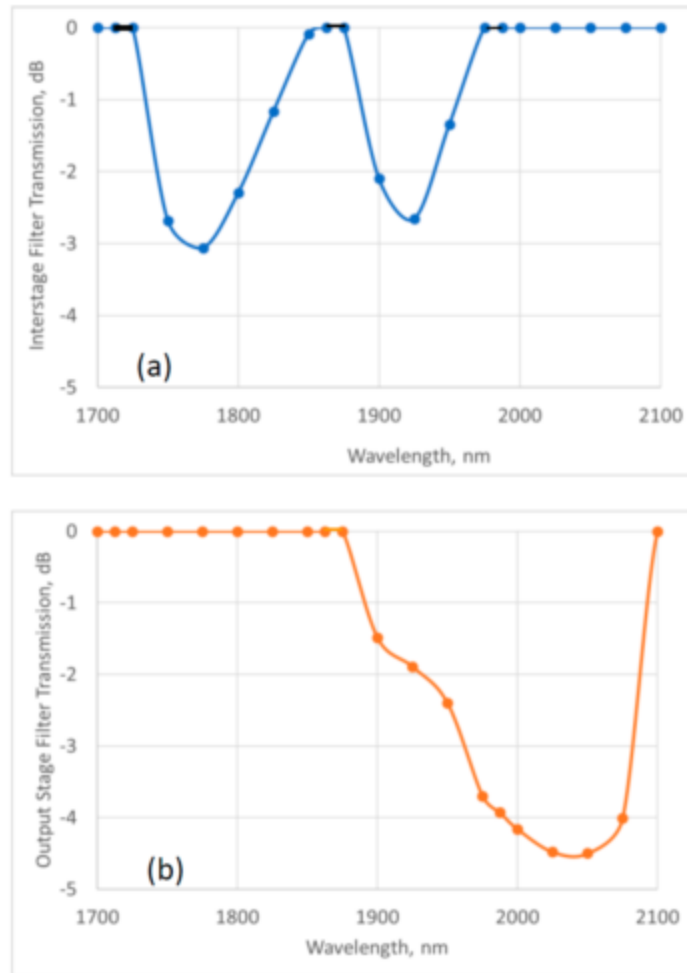 Interstage Filter Transmission, dB
0
-1
-2
-3
-4
-5
(a)
1700 1800 1900 2000 2100
Wavelength, nm
Output Stage Filter Transmission, dB
0
-1
-2
-3
-4
-5
(b)
1700 1800 1900 2000 2100
Wavelength, nm